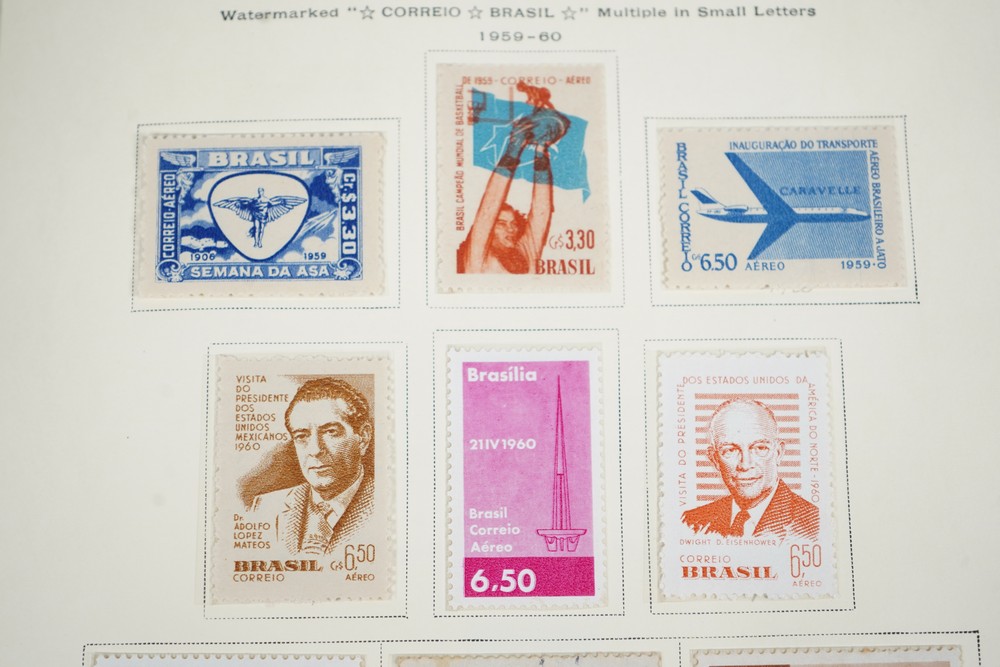 Watermarked "☆ CORREIO ☆ BRASIL ☆" Multiple in Small Letters
1959-60
BRASIL
CORREIO-AÉREO
CR.$ 3.30
1906 1959
SEMANA DA ASA
DE 1959-CORREIO-AÉREO
BRASIL CAMPEÃO MUNDIAL DE BASKETBALL
CR$ 3,30
BRASIL
INAUGURAÇÃO DO TRANSPORTE
AÉREO BRASILEIRO A JATO
BRASIL CORREIO
CARAVELLE
CR$ 6.50
AÉREO 1959-
VISITA
DO
PRESIDENTE
DOS
ESTADOS
UNIDOS
MEXICANOS
1960
Dr.
ADOLFO
LOPEZ
MATEOS
BRASIL CR$ 6,50
CORREIO AÉREO
Brasília
21 IV 1960
Brasil
Correio
Aéreo
6,50
VISITA DO PRESIDENTE DOS ESTADOS UNIDOS DA AMÉRICA DO NORTE-1960
DWIGHT D. EISENHOWER
CORREIO
BRASIL 6,50
AÉREO